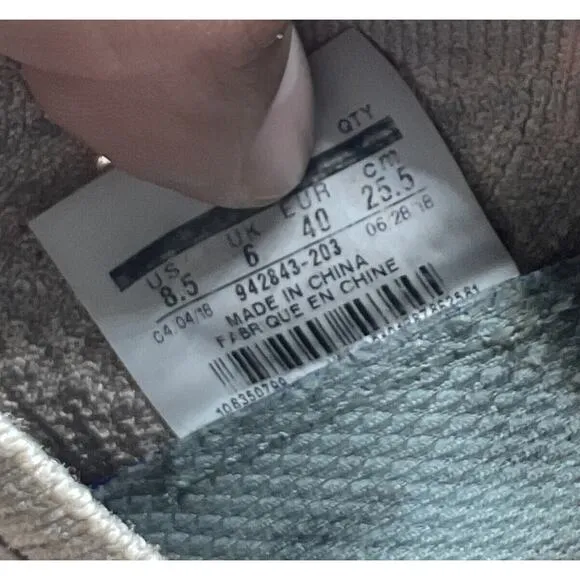 QTY
US UK EUR cm
8.5 6 40 25.5
04/04/18 942843-203 06/28/18
MADE IN CHINA
FABRIQUE EN CHINE